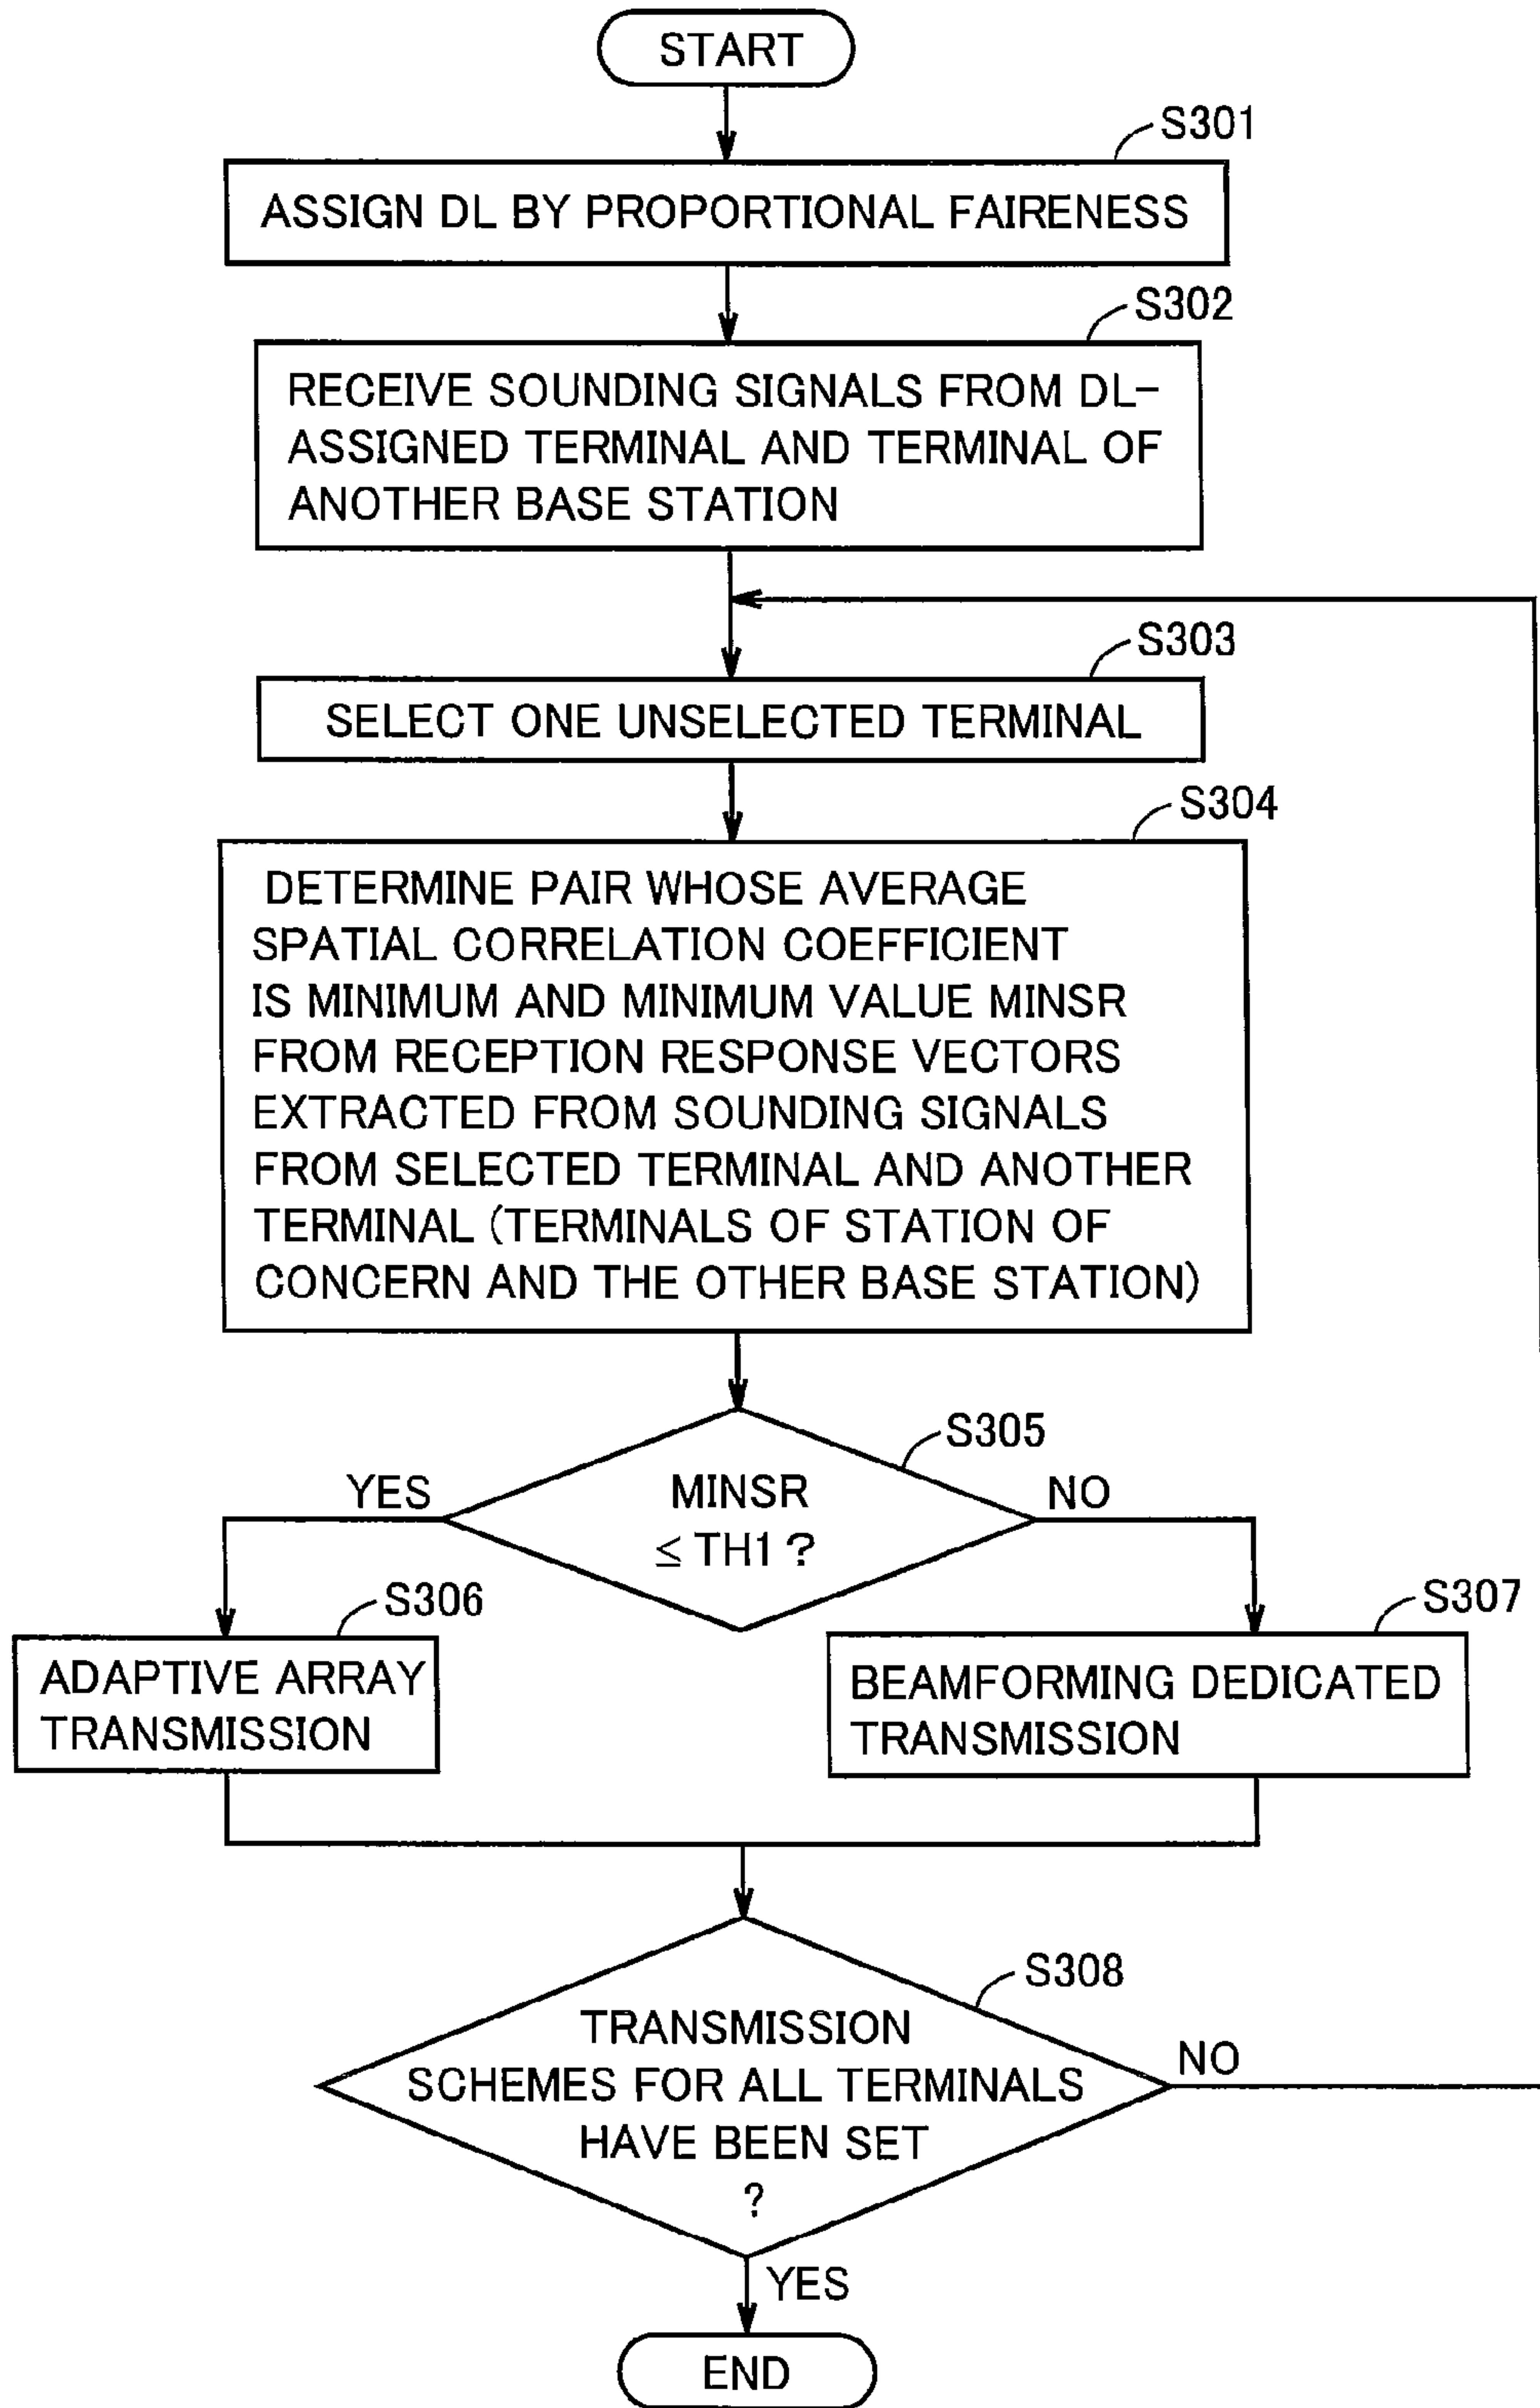 START
S301
ASSIGN DL BY PROPORTIONAL FAIRENESS
S302
RECEIVE SOUNDING SIGNALS FROM DL-
ASSIGNED TERMINAL AND TERMINAL OF
ANOTHER BASE STATION
S303
SELECT ONE UNSELECTED TERMINAL
S304
DETERMINE PAIR WHOSE AVERAGE
SPATIAL CORRELATION COEFFICIENT
IS MINIMUM AND MINIMUM VALUE MINSR
FROM RECEPTION RESPONSE VECTORS
EXTRACTED FROM SOUNDING SIGNALS
FROM SELECTED TERMINAL AND ANOTHER
TERMINAL (TERMINALS OF STATION OF
CONCERN AND THE OTHER BASE STATION)
S305
YES
MINSR
≤ TH1 ?
NO
S306
ADAPTIVE ARRAY
TRANSMISSION
S307
BEAMFORMING DEDICATED
TRANSMISSION
S308
TRANSMISSION
SCHEMES FOR ALL TERMINALS
HAVE BEEN SET
?
NO
YES
END